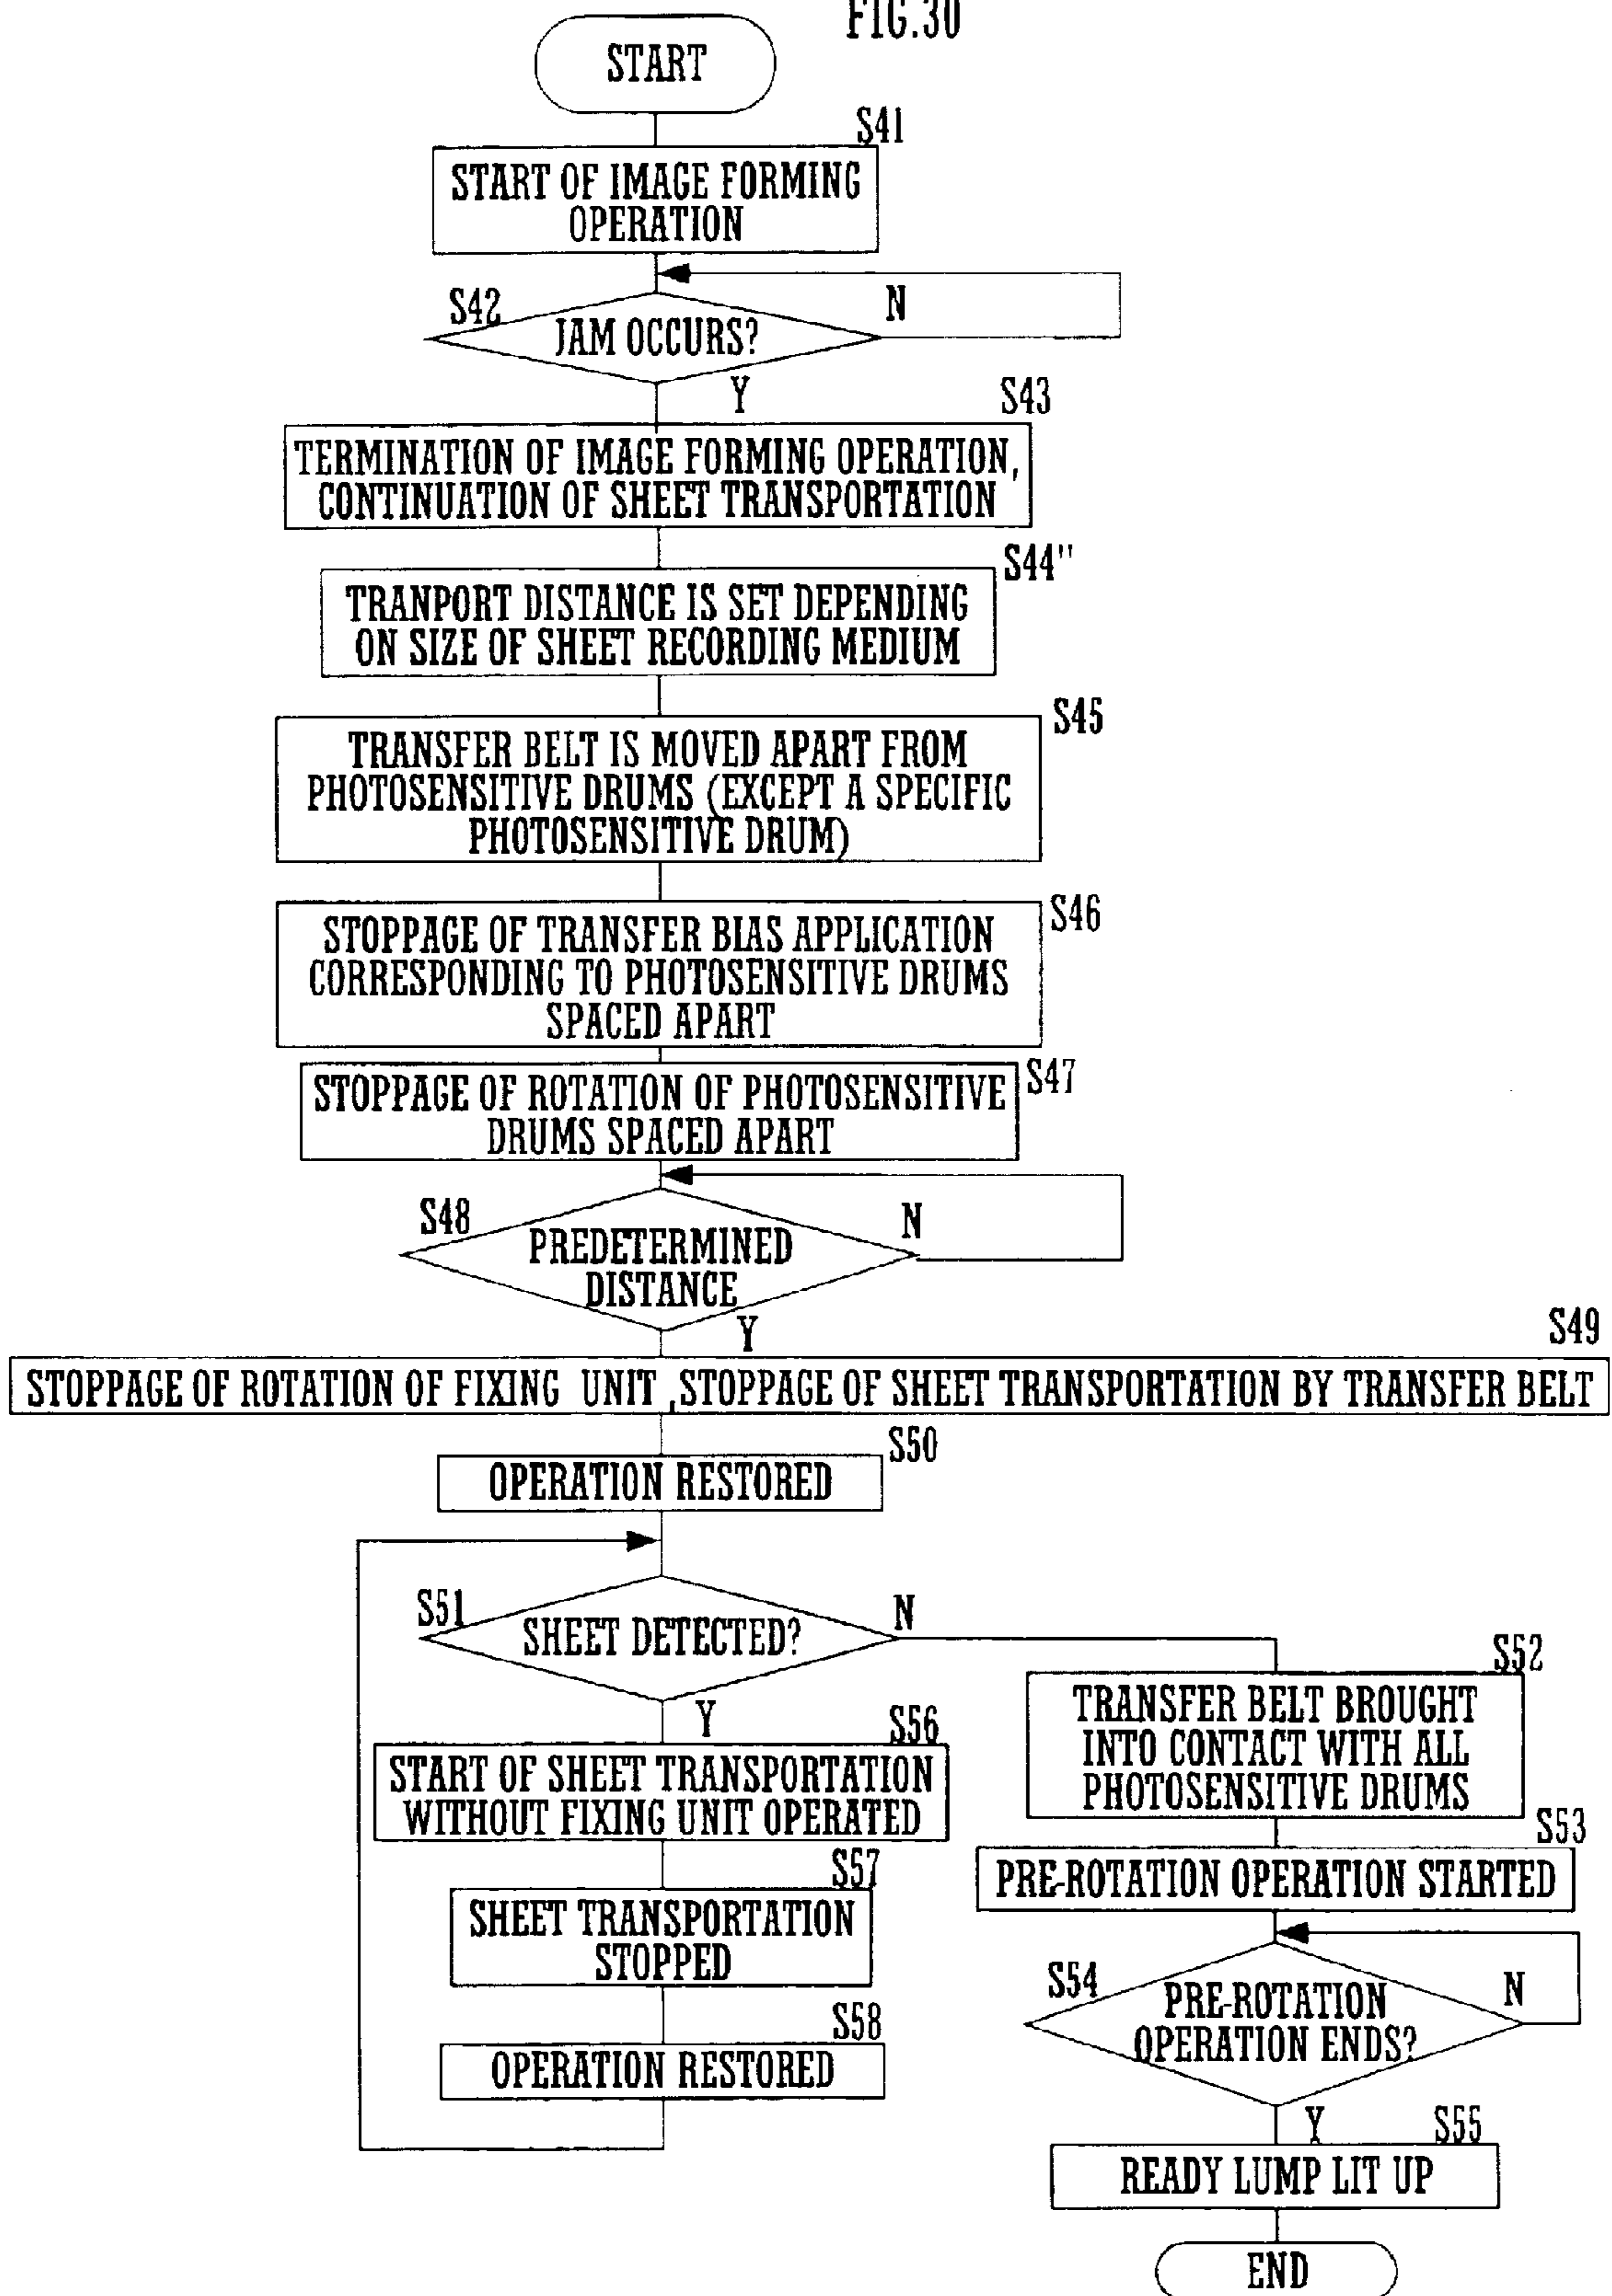 FIG.30
START
S41
START OF IMAGE FORMING
OPERATION
S42
JAM OCCURS?
N
Y
S43
TERMINATION OF IMAGE FORMING OPERATION,
CONTINUATION OF SHEET TRANSPORTATION
S44"
TRANPORT DISTANCE IS SET DEPENDING
ON SIZE OF SHEET RECORDING MEDIUM
S45
TRANSFER BELT IS MOVED APART FROM
PHOTOSENSITIVE DRUMS (EXCEPT A SPECIFIC
PHOTOSENSITIVE DRUM)
S46
STOPPAGE OF TRANSFER BIAS APPLICATION
CORRESPONDING TO PHOTOSENSITIVE DRUMS
SPACED APART
S47
STOPPAGE OF ROTATION OF PHOTOSENSITIVE
DRUMS SPACED APART
S48
N
PREDETERMINED
DISTANCE
Y
S49
STOPPAGE OF ROTATION OF FIXING UNIT ,STOPPAGE OF SHEET TRANSPORTATION BY TRANSFER BELT
S50
OPERATION RESTORED
S51
SHEET DETECTED?
N
Y
S56
START OF SHEET TRANSPORTATION
WITHOUT FIXING UNIT OPERATED
S57
SHEET TRANSPORTATION
STOPPED
S58
OPERATION RESTORED
S52
TRANSFER BELT BROUGHT
INTO CONTACT WITH ALL
PHOTOSENSITIVE DRUMS
S53
PRE-ROTATION OPERATION STARTED
S54
PRE-ROTATION
OPERATION ENDS?
N
Y
S55
READY LUMP LIT UP
END